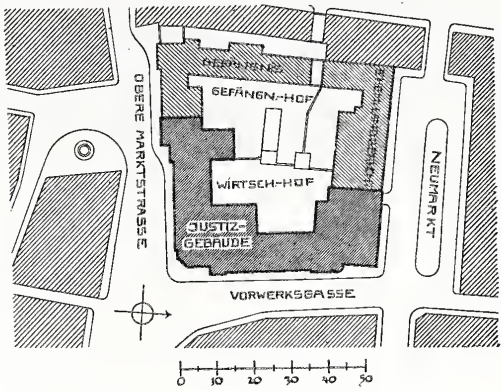 GEFÄNGNIS
GEFÄNGN.-HOF
OBERE MARKTSTRASSE
NEUMARKT
WIRTSCH-HOF
JUSTIZ-
GEBÄUDE
VORWERKSGASSE
0 10 20 30 40 50